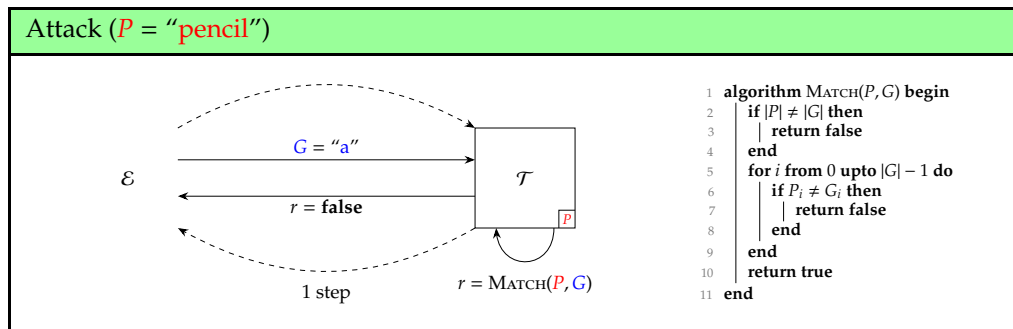 Attack (P = “pencil”)
G = “a”
ℰ
𝒯
r = false
P
1 step
r = Match(P, G)
1 algorithm Match(P, G) begin
2 if |P| ≠ |G| then
3 return false
4 end
5 for i from 0 upto |G| − 1 do
6 if Pᵢ ≠ Gᵢ then
7 return false
8 end
9 end
10 return true
11 end